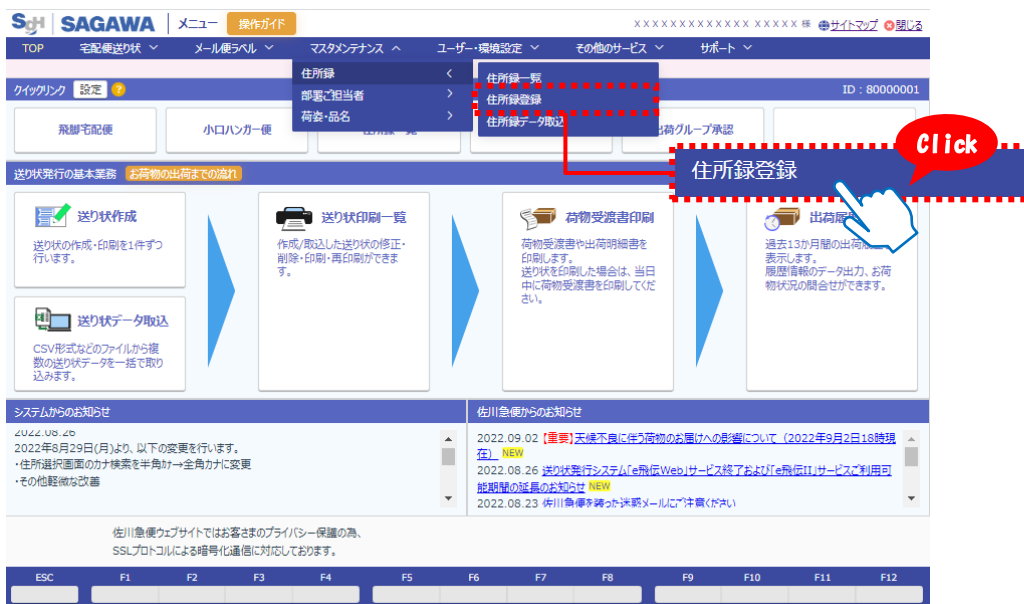 SgH SAGAWA メニュー 操作ガイド XXXXXXXXXXXXXX XXXXX 様 サイトマップ 閉じる
TOP 宅配便送り状 メール便ラベル マスタメンテナンス ユーザー・環境設定 その他のサービス サポート
住所録
部署ご担当者
荷姿・品名
住所録一覧
住所録登録
住所録データ取込
クイックリンク 設定 ? ID：80000001
飛脚宅配便 小口ハンガー便 出荷グループ承認
Click
住所録登録
送り状発行の基本業務 お荷物の出荷までの流れ
送り状作成
送り状の作成・印刷を1件ずつ
行います。
送り状データ取込
CSV形式などのファイルから複
数の送り状データを一括で取り
込みます。
送り状印刷一覧
作成/取込した送り状の修正・
削除・印刷・再印刷ができま
す。
荷物受渡書印刷
荷物受渡書や出荷明細書を
印刷します。
送り状を印刷した場合は、当日
中に荷物受渡書を印刷してくだ
さい。
出荷履
過去13か月間の出荷
表示します。
履歴情報のデータ出力、お荷
物状況の問合せができます。
システムからのお知らせ
2022.08.26
2022年8月29日(月)より、以下の変更を行います。
・住所選択画面のカナ検索を半角ｶﾅ→全角カナに変更
・その他軽微な改善
佐川急便からのお知らせ
2022.09.02 【重要】天候不良に伴う荷物のお届けへの影響について（2022年9月2日18時現
在） NEW
2022.08.26 送り状発行システム「e飛伝Web」サービス終了および「e飛伝II」サービスご利用可
能期間の延長のお知らせ NEW
2022.08.23 佐川急便を装った迷惑メールにご注意ください
佐川急便ウェブサイトではお客さまのプライバシー保護の為、
SSLプロトコルによる暗号化通信に対応しております。
ESC F1 F2 F3 F4 F5 F6 F7 F8 F9 F10 F11 F12